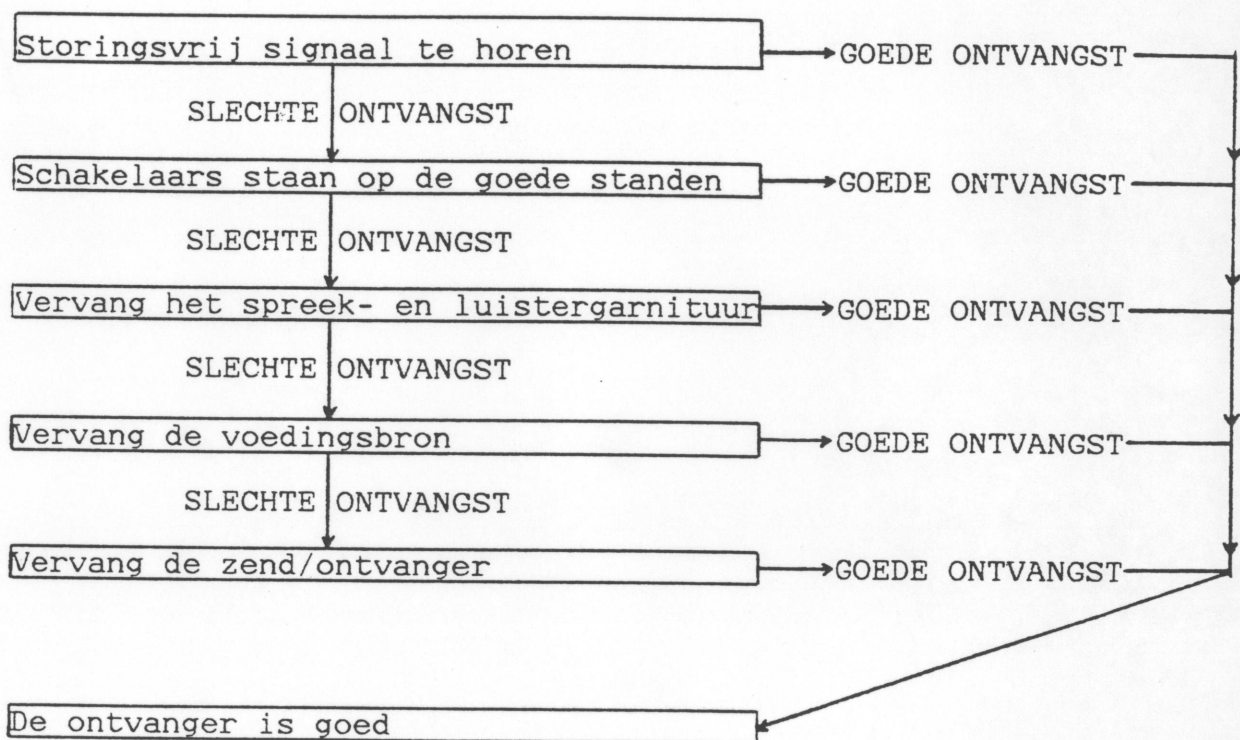 Storingsvrij signaal te horen GOEDE ONTVANGST
SLECHTE ONTVANGST
Schakelaars staan op de goede standen GOEDE ONTVANGST
SLECHTE ONTVANGST
Vervang het spreek- en luistergarnituur GOEDE ONTVANGST
SLECHTE ONTVANGST
Vervang de voedingsbron GOEDE ONTVANGST
SLECHTE ONTVANGST
Vervang de zend/ontvanger GOEDE ONTVANGST
De ontvanger is goed